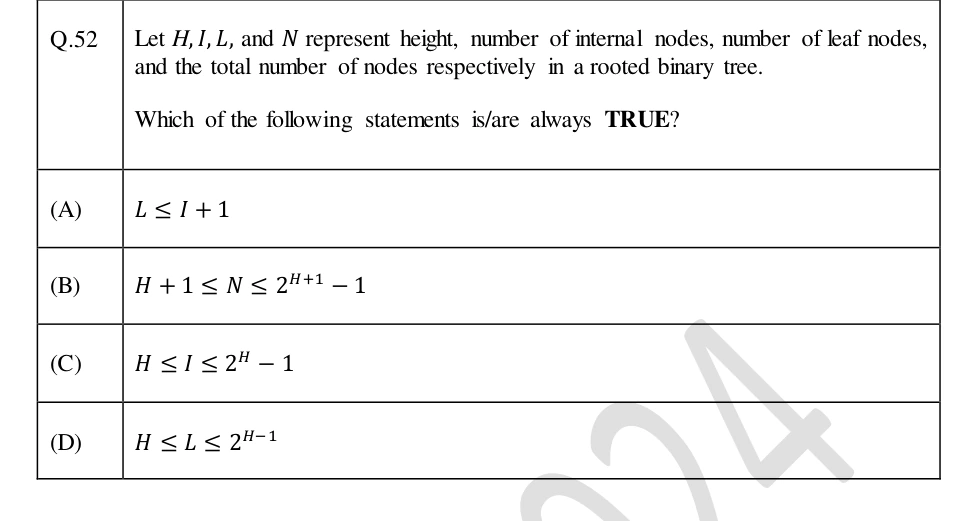 Q.52 Let H, I, L, and N represent height, number of internal nodes, number of leaf nodes,
and the total number of nodes respectively in a rooted binary tree.
Which of the following statements is/are always TRUE?
(A) L ≤ I + 1
(B) H + 1 ≤ N ≤ 2^{H+1} − 1
(C) H ≤ I ≤ 2^H − 1
(D) H ≤ L ≤ 2^{H−1}
024